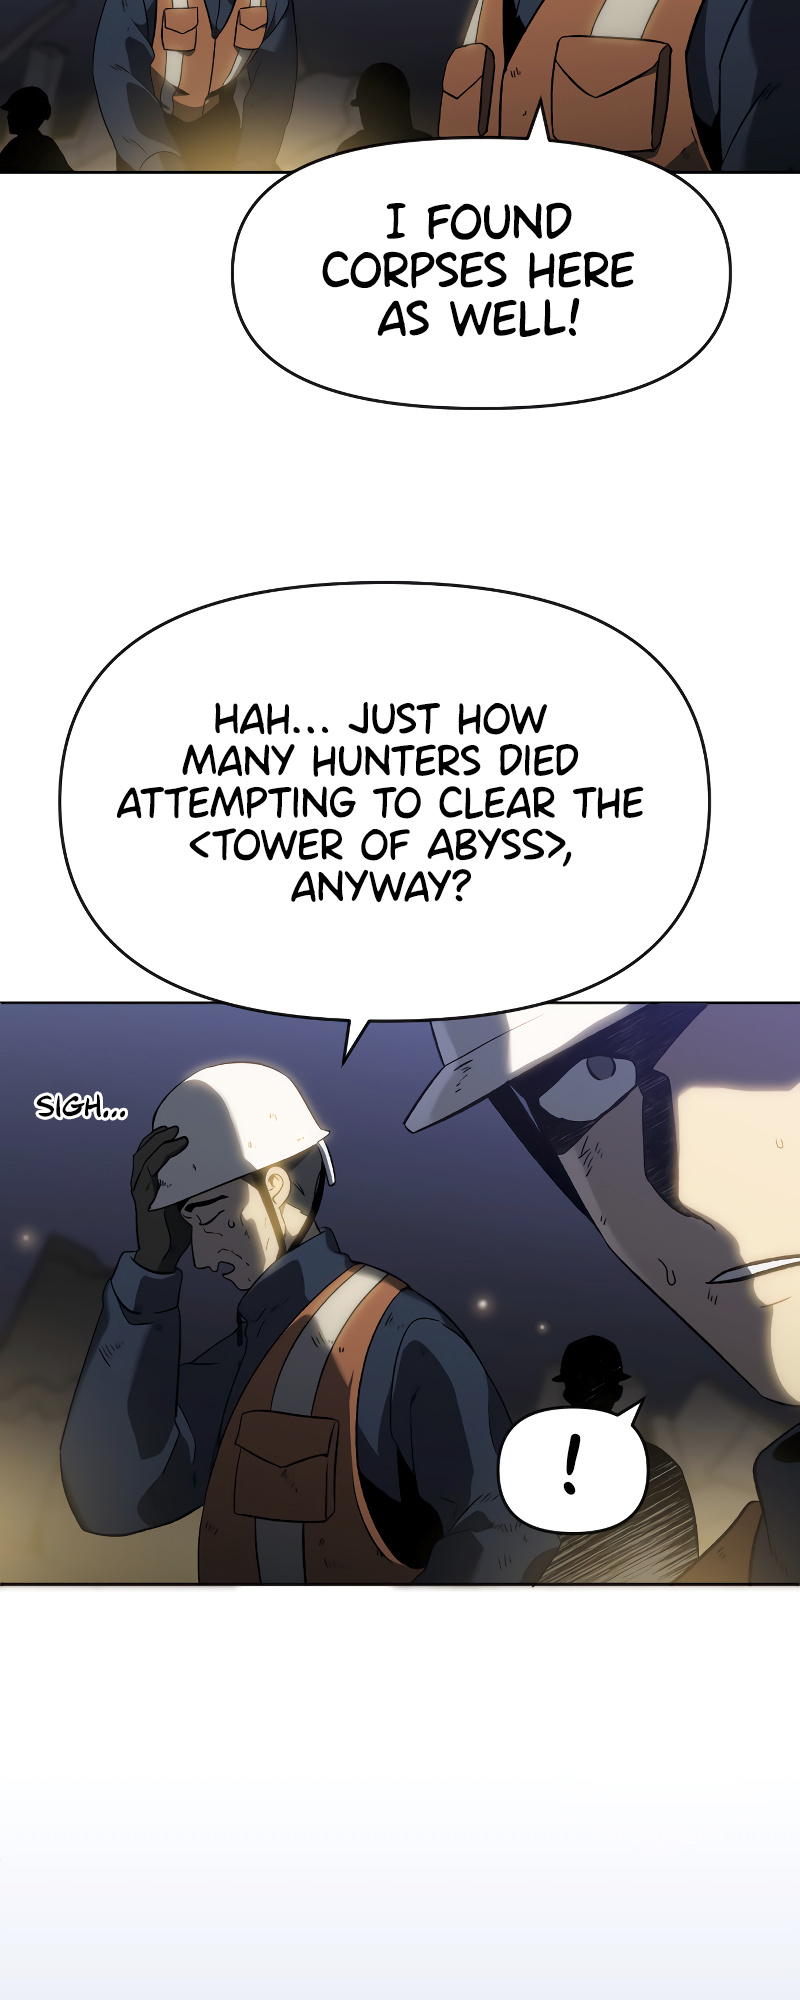 I FOUND
CORPSES HERE
AS WELL!
HAH... JUST HOW
MANY HUNTERS DIED
ATTEMPTING TO CLEAR THE
<TOWER OF ABYSS>,
ANYWAY?
SIGH...
!